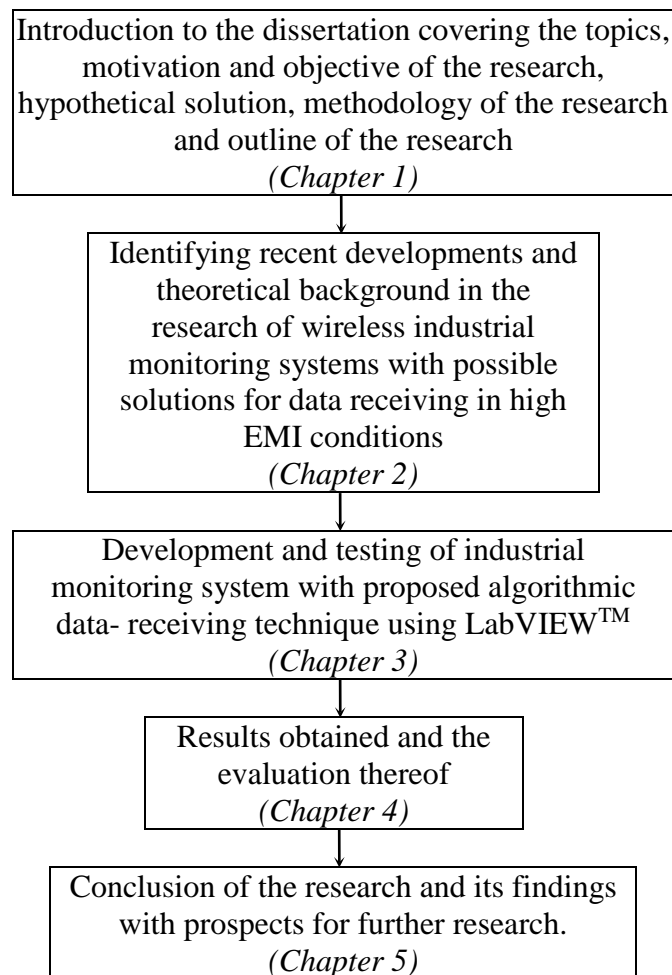 Introduction to the dissertation covering the topics,
motivation and objective of the research,
hypothetical solution, methodology of the research
and outline of the research
(Chapter 1)
Identifying recent developments and
theoretical background in the
research of wireless industrial
monitoring systems with possible
solutions for data receiving in high
EMI conditions
(Chapter 2)
Development and testing of industrial
monitoring system with proposed algorithmic
data- receiving technique using LabVIEW™
(Chapter 3)
Results obtained and the
evaluation thereof
(Chapter 4)
Conclusion of the research and its findings
with prospects for further research.
(Chapter 5)